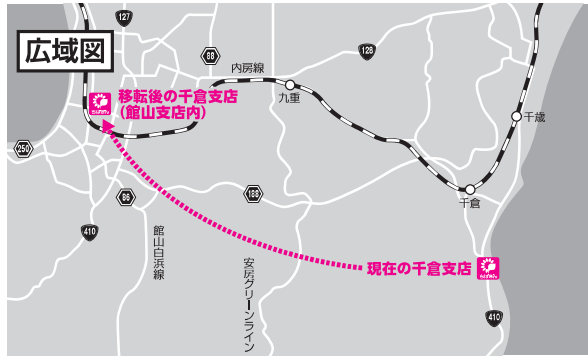 広域図
127
88
128
内房線
九重
移転後の千倉支店
(館山支店内)
千歳
250
86
188
千倉
410
館山白浜線
安房グリーンライン
現在の千倉支店
410